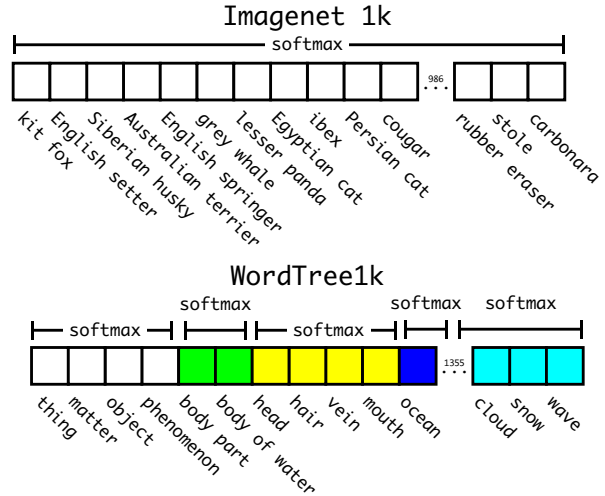 Imagenet 1k
softmax
986
...
kit fox
English setter
Siberian husky
Australian terrier
English springer
grey whale
lesser panda
Egyptian cat
ibex
Persian cat
cougar
rubber eraser
stole
carbonara
WordTree1k
softmax
softmax
softmax
softmax
softmax
1355
...
thing
matter
object
phenomenon
body part
body of water
head
hair
vein
mouth
ocean
cloud
snow
wave